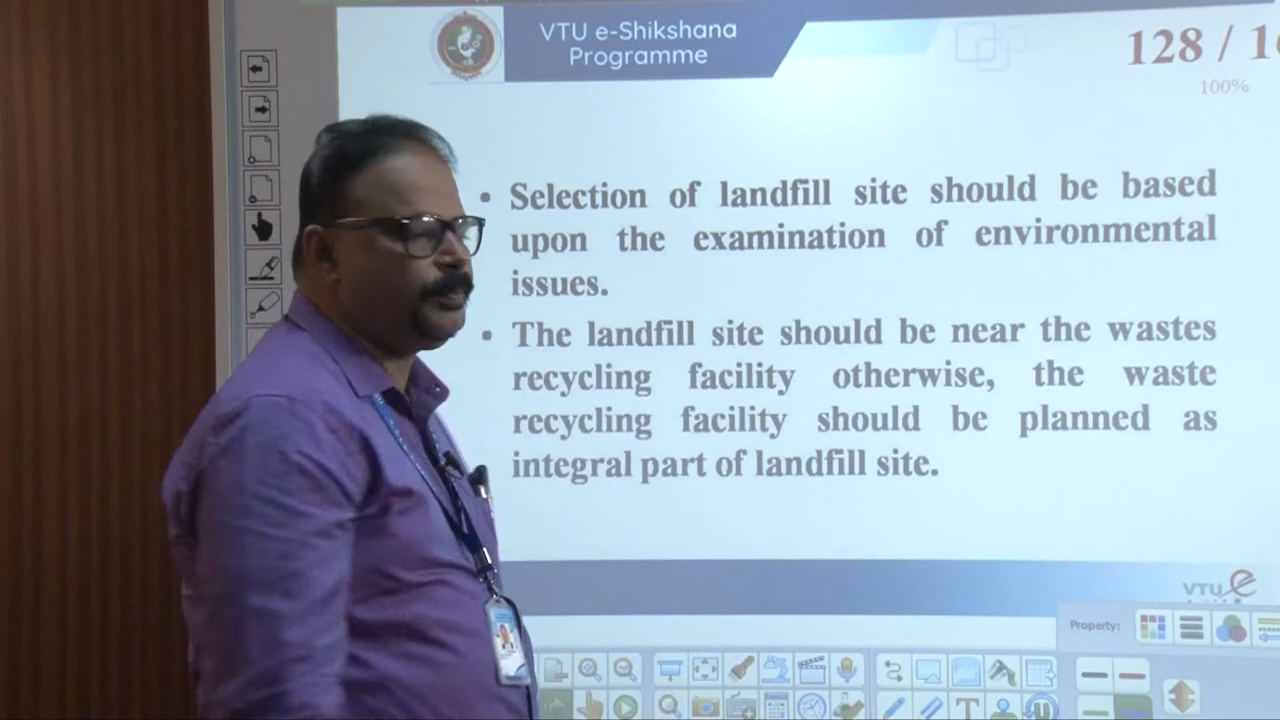 VTU e-Shikshana
Programme
128 / 16
100%
• Selection of landfill site should be based
upon the examination of environmental
issues.
• The landfill site should be near the wastes
recycling facility otherwise, the waste
recycling facility should be planned as
integral part of landfill site.
VTU e
Property: